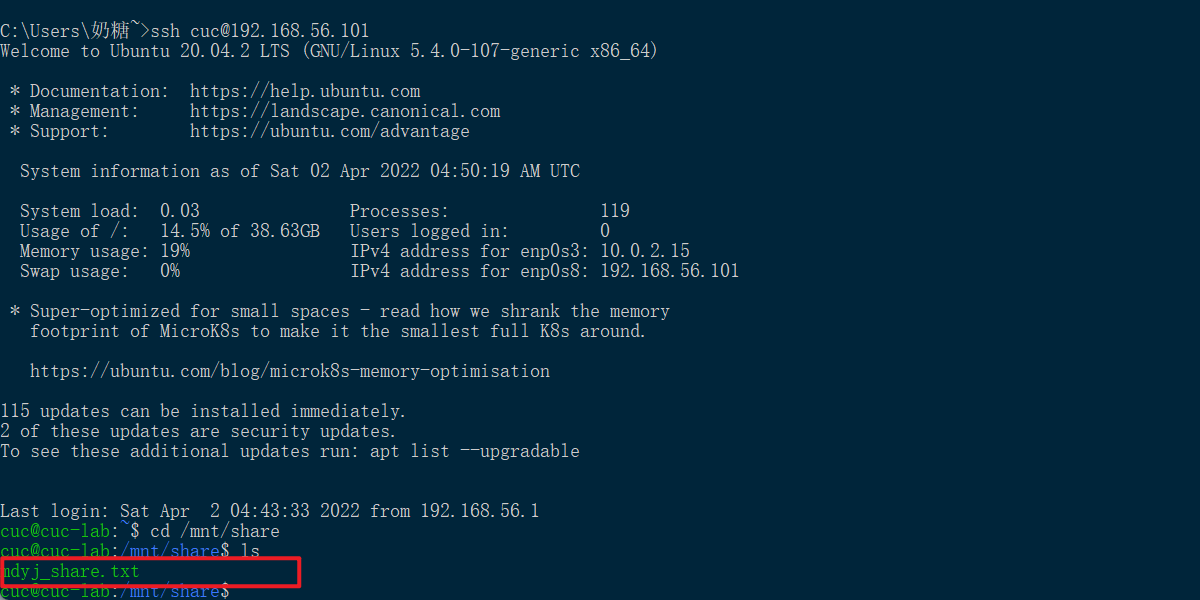 C:\Users\奶糖~>ssh cuc@192.168.56.101
Welcome to Ubuntu 20.04.2 LTS (GNU/Linux 5.4.0-107-generic x86_64)
* Documentation: https://help.ubuntu.com
* Management: https://landscape.canonical.com
* Support: https://ubuntu.com/advantage
System information as of Sat 02 Apr 2022 04:50:19 AM UTC
System load: 0.03 Processes: 119
Usage of /: 14.5% of 38.63GB Users logged in: 0
Memory usage: 19% IPv4 address for enp0s3: 10.0.2.15
Swap usage: 0% IPv4 address for enp0s8: 192.168.56.101
* Super-optimized for small spaces - read how we shrank the memory
footprint of MicroK8s to make it the smallest full K8s around.
https://ubuntu.com/blog/microk8s-memory-optimisation
115 updates can be installed immediately.
2 of these updates are security updates.
To see these additional updates run: apt list --upgradable
Last login: Sat Apr 2 04:43:33 2022 from 192.168.56.1
cuc@cuc-lab:~$ cd /mnt/share
cuc@cuc-lab:/mnt/share$ ls
mdyj_share.txt
cuc@cuc-lab:/mnt/share$